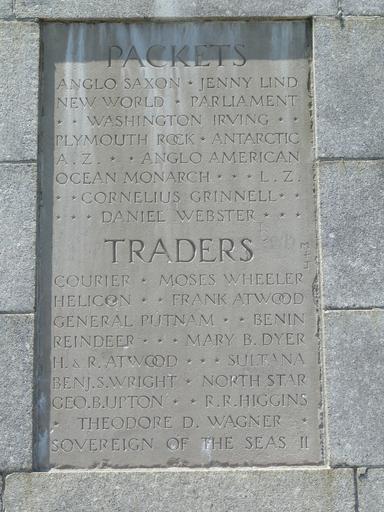 PACKETS
ANGLO SAXON · JENNY LIND
NEW WORLD · PARLIAMENT
· · WASHINGTON IRVING · ·
PLYMOUTH ROCK · ANTARCTIC
A. Z. · · ANGLO AMERICAN
OCEAN MONARCH · · · L. Z.
· · CORNELIUS GRINNELL · ·
· · · DANIEL WEBSTER · · ·
TRADERS
COURIER · MOSES WHEELER
HELICON · · FRANK ATWOOD
GENERAL PUTNAM · · BENIN
REINDEER · · · MARY B. DYER
H. & R. ATWOOD · · · SULTANA
BENJ. S. WRIGHT · NORTH STAR
GEO. B. UPTON · · R. R. HIGGINS
· THEODORE D. WAGNER ·
SOVEREIGN OF THE SEAS II